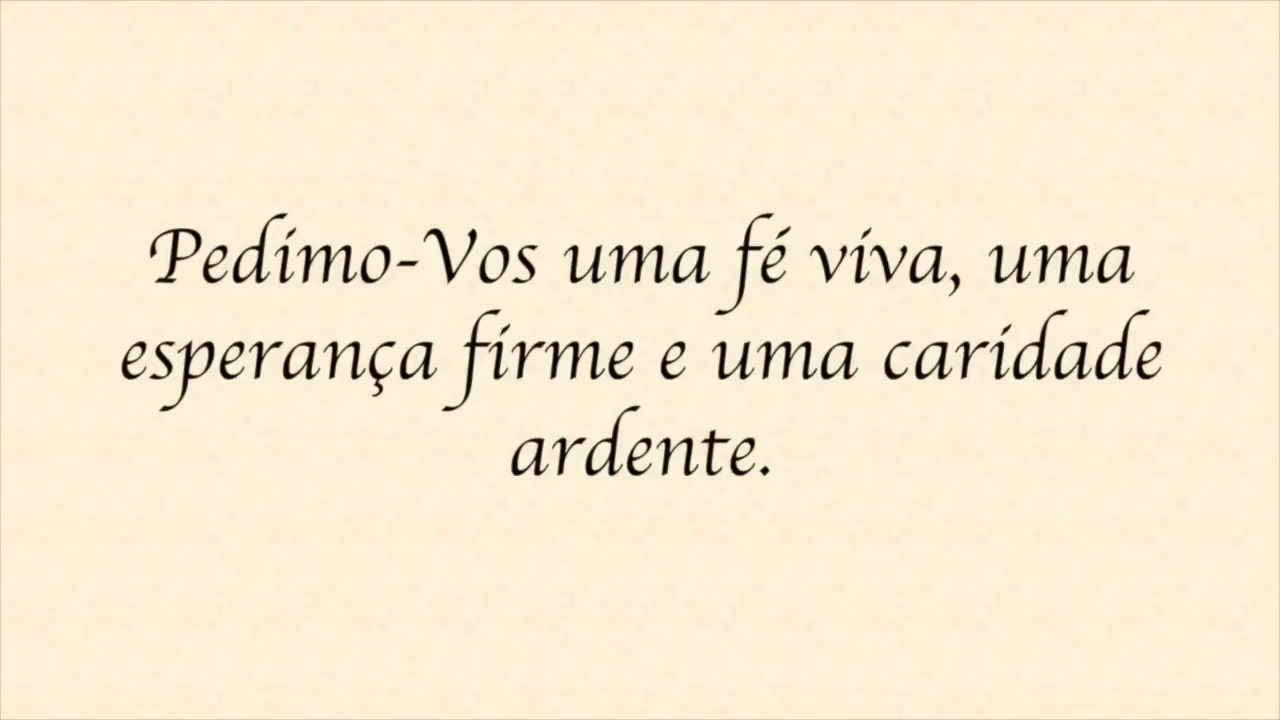 Pedimo-Vos uma fé viva, uma
esperança firme e uma caridade
ardente.